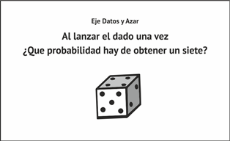 Eje Datos y Azar
Al lanzar el dado una vez
¿Que probabilidad hay de obtener un siete?